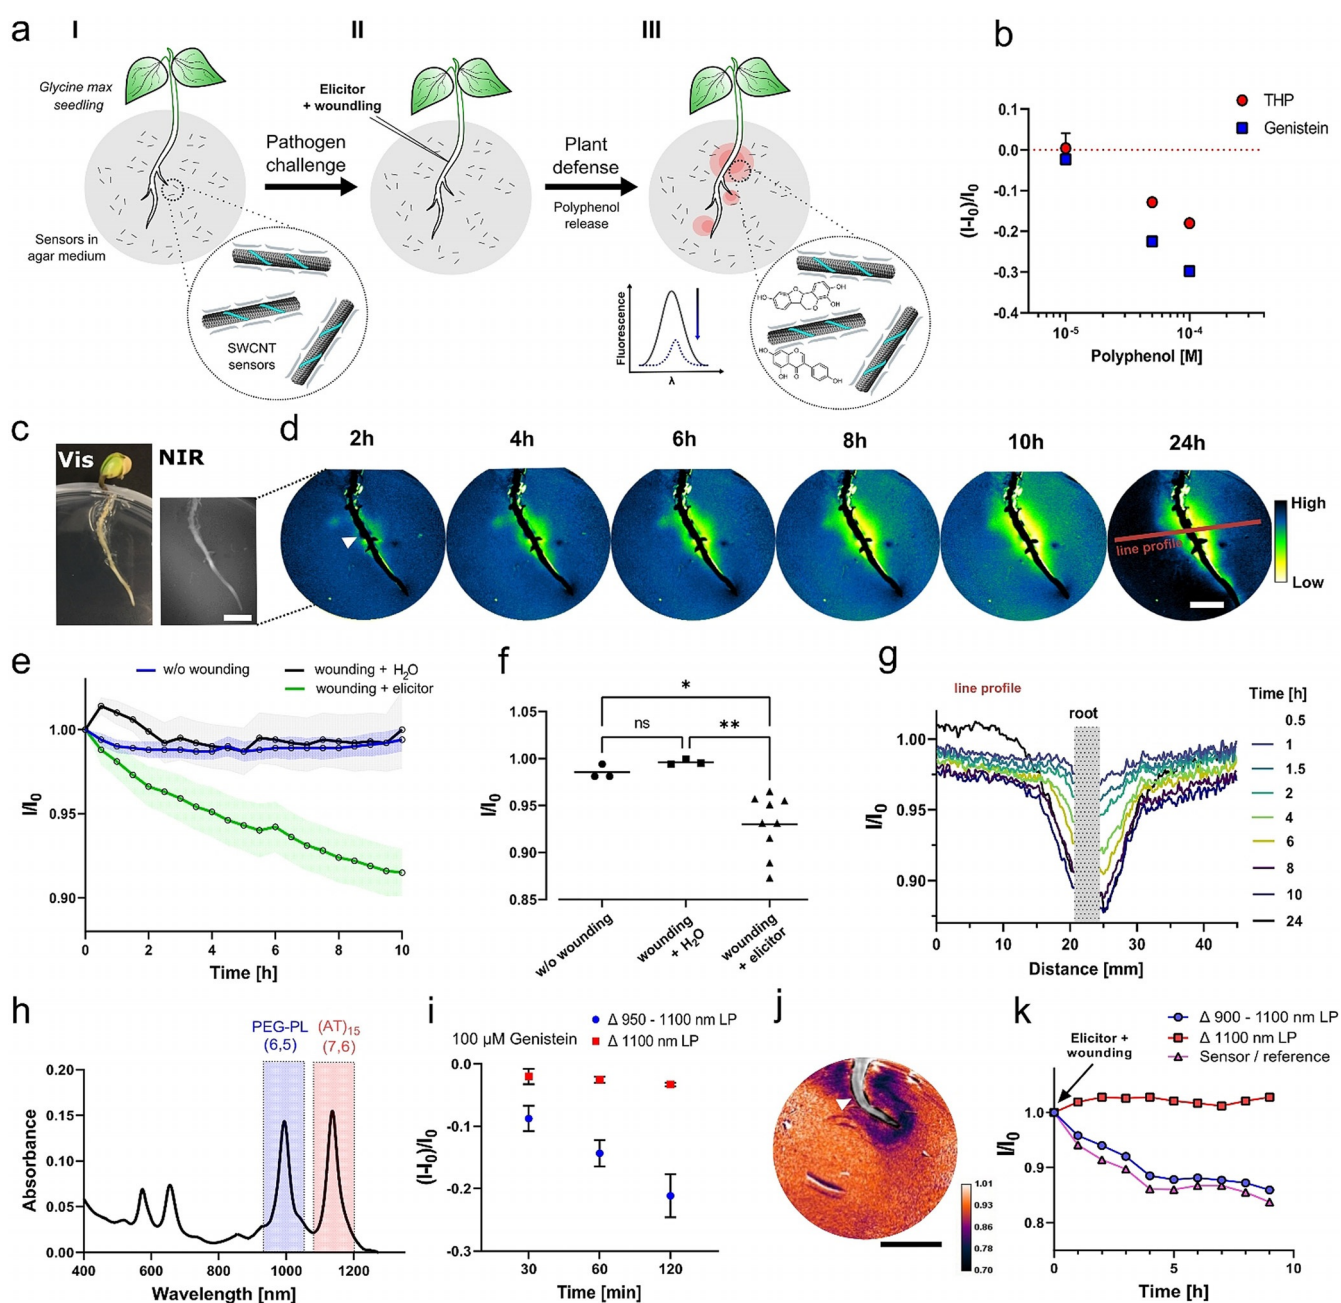 a
I
II
III
Glycine max
seedling
Sensors in
agar medium
SWCNT
sensors
Pathogen
challenge
Elicitor
+ woundling
Plant
defense
Polyphenol
release
Fluorescence
λ
HO
O
O
OH
OH
HO
O
OH
O
OH
b
THP
Genistein
(I-I₀)/I₀
0.1
0.0
-0.1
-0.2
-0.3
-0.4
10⁻⁵
10⁻⁴
Polyphenol [M]
c
Vis
NIR
d
2h
4h
6h
8h
10h
24h
line profile
High
Low
e
w/o wounding
wounding + H₂O
wounding + elicitor
I/I₀
1.00
0.95
0.90
0
2
4
6
8
10
Time [h]
f
I/I₀
1.05
1.00
0.95
0.90
0.85
*
ns
**
w/o wounding
wounding
+ H₂O
wounding
+ elicitor
g
line profile
root
I/I₀
1.00
0.95
0.90
0
10
20
30
40
Distance [mm]
Time [h]
0.5
1
1.5
2
4
6
8
10
24
h
PEG-PL
(6,5)
(AT)₁₅
(7,6)
Absorbance
0.20
0.15
0.10
0.05
0.00
400
600
800
1000
1200
Wavelength [nm]
i
100 µM Genistein
Δ 950 - 1100 nm LP
Δ 1100 nm LP
(I-I₀)/I₀
-0.0
-0.1
-0.2
-0.3
30
60
120
Time [min]
j
1.01
0.93
0.86
0.78
0.70
k
Δ 900 - 1100 nm LP
Δ 1100 nm LP
Sensor / reference
Elicitor +
wounding
I/I₀
1.0
0.9
0.8
0
5
10
Time [h]